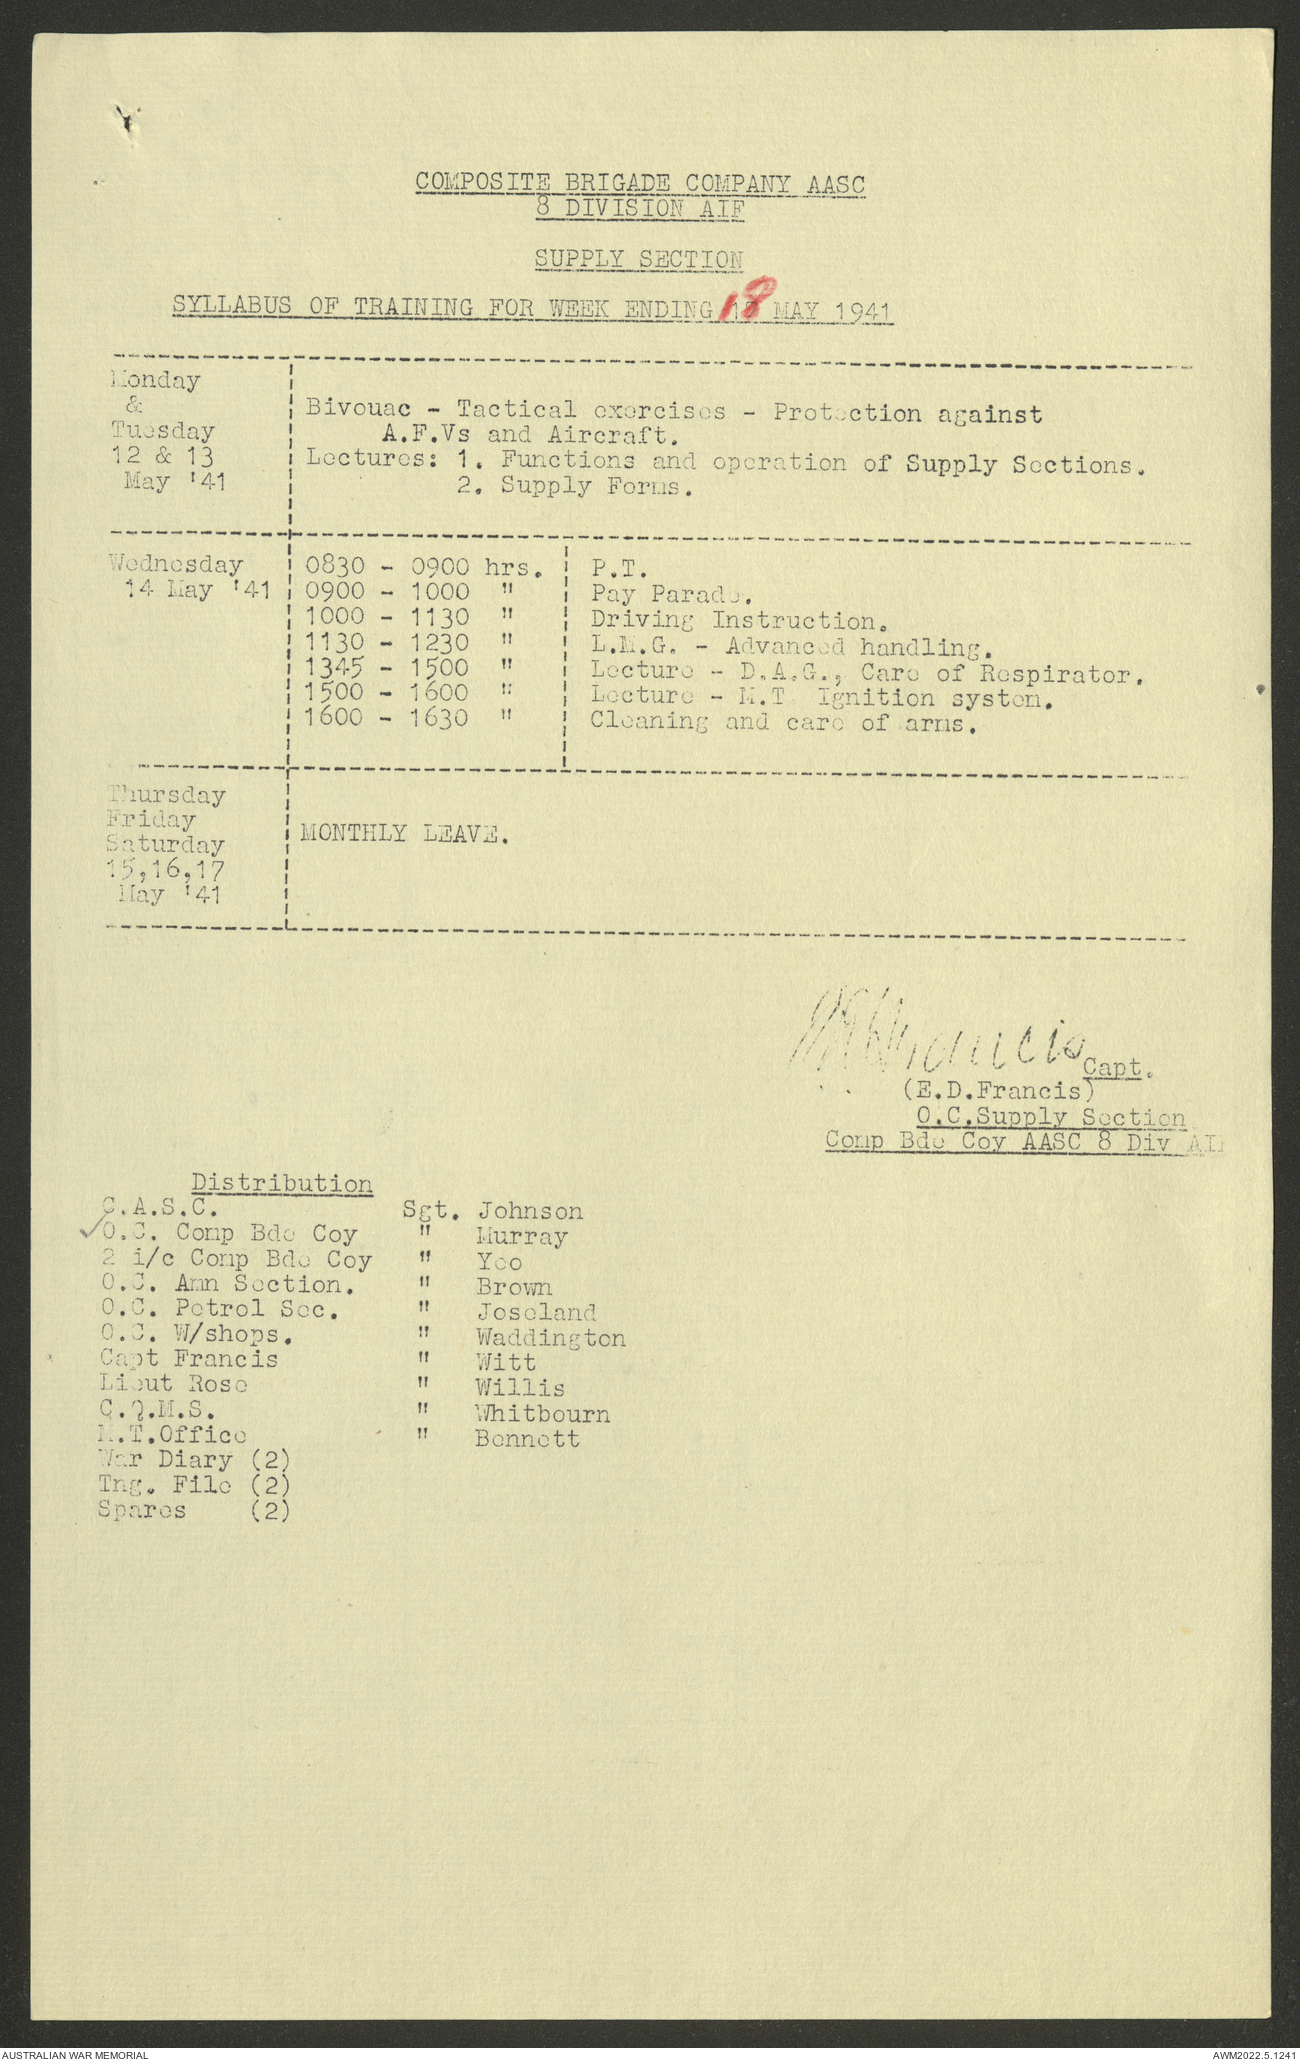 COMPOSITE BRIGADE COMPANY AASC
8 DIVISION AIF
SUPPLY SECTION
SYLLABUS OF TRAINING FOR WEEK ENDING 18 MAY 1941
Monday
&
Tuesday
12 & 13
May '41
Bivouac - Tactical exercises - Protection against
A.F.Vs and Aircraft.
Lectures: 1. Functions and operation of Supply Sections.
2. Supply Forms.
Wednesday
14 May '41
0830 - 0900 hrs. P.T.
0900 - 1000 " Pay Parade.
1000 - 1130 " Driving Instruction.
1130 - 1230 " L.M.G. - Advanced handling.
1345 - 1500 " Lecture - D.A.G., Care of Respirator.
1500 - 1600 " Lecture - M.T Ignition system.
1600 - 1630 " Cleaning and care of arms.
Thursday
Friday
Saturday
15,16,17
May '41
MONTHLY LEAVE.
Francis Capt.
(E.D.Francis)
O.C.Supply Section
Comp Bde Coy AASC 8 Div AIF
Distribution
C.A.S.C. Sgt. Johnson
✓O.C. Comp Bde Coy " Murray
2 i/c Comp Bde Coy " Yeo
O.C. Amn Section. " Brown
O.C. Petrol Sec. " Joseland
O.C. W/shops. " Waddington
Capt Francis " Witt
Lieut Rose " Willis
C.Q.M.S. " Whitbourn
M.T.Office " Bennett
War Diary (2)
Tng. File (2)
Spares (2)
AUSTRALIAN WAR MEMORIAL
AWM2022.5.1241